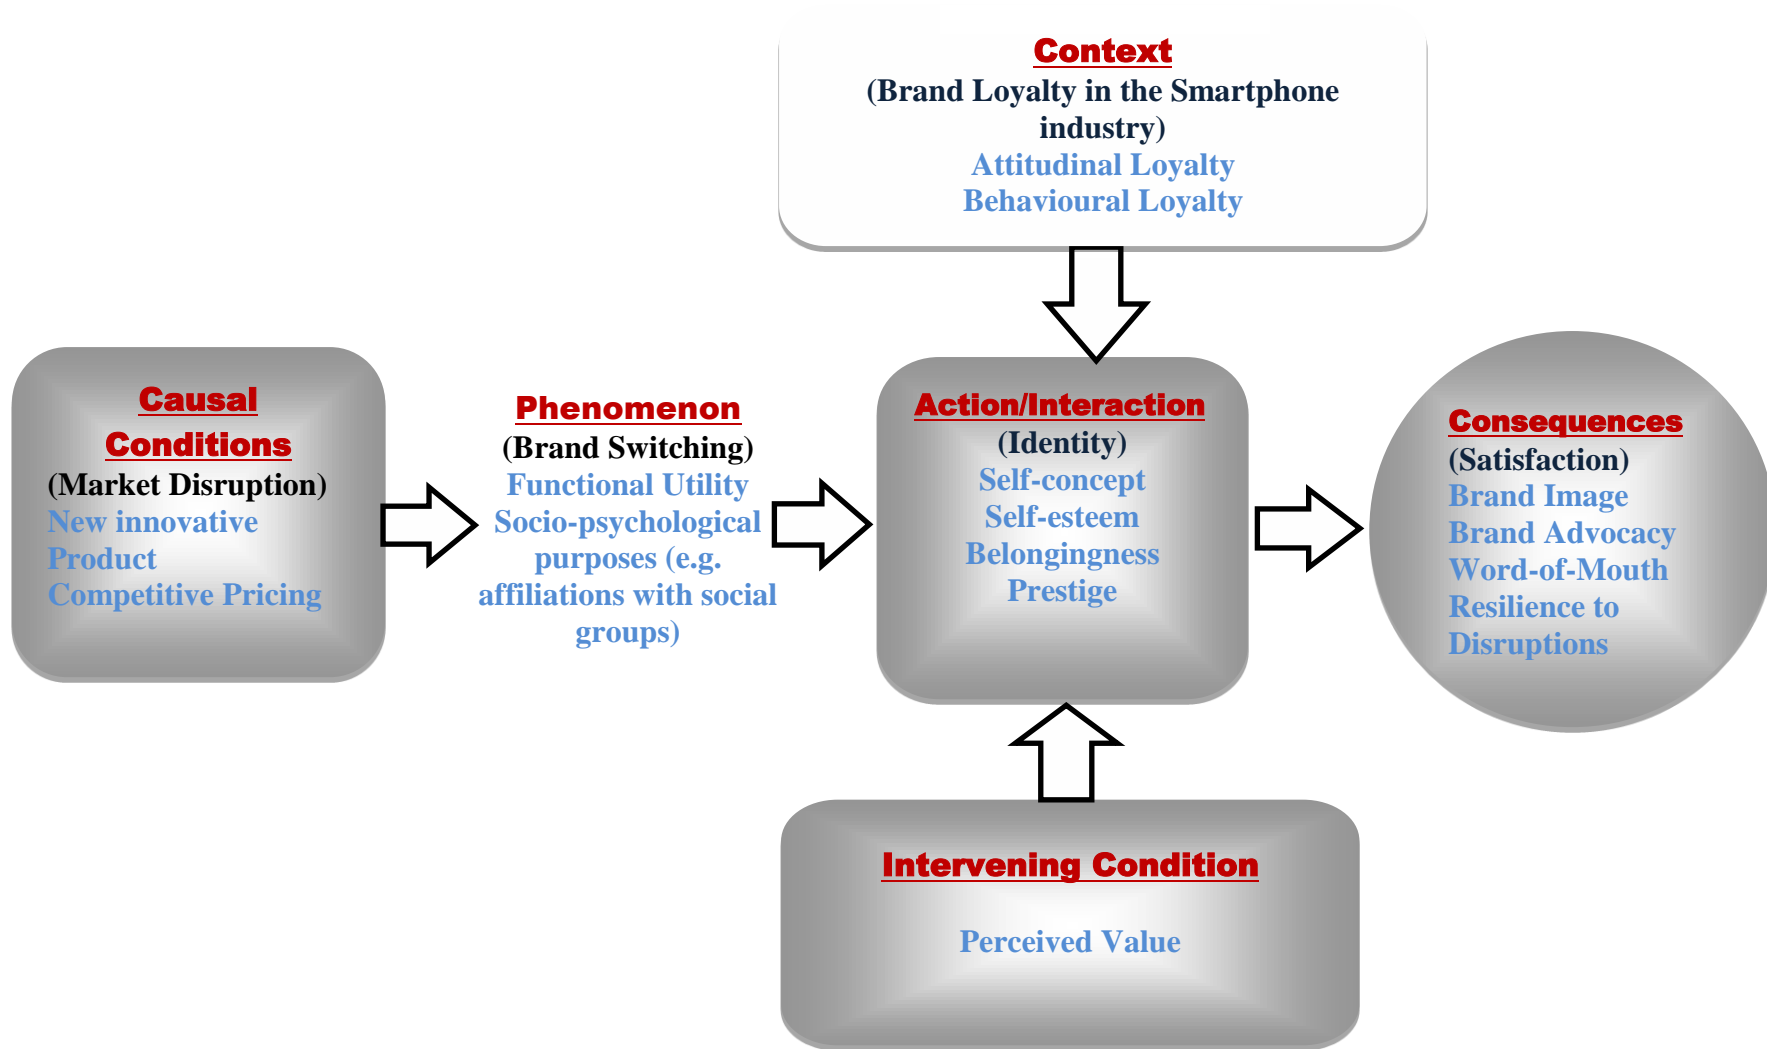 Context
(Brand Loyalty in the Smartphone
industry)
Attitudinal Loyalty
Behavioural Loyalty
Causal
Conditions
(Market Disruption)
New innovative
Product
Competitive Pricing
Phenomenon
(Brand Switching)
Functional Utility
Socio-psychological
purposes (e.g.
affiliations with social
groups)
Action/Interaction
(Identity)
Self-concept
Self-esteem
Belongingness
Prestige
Consequences
(Satisfaction)
Brand Image
Brand Advocacy
Word-of-Mouth
Resilience to
Disruptions
Intervening Condition
Perceived Value